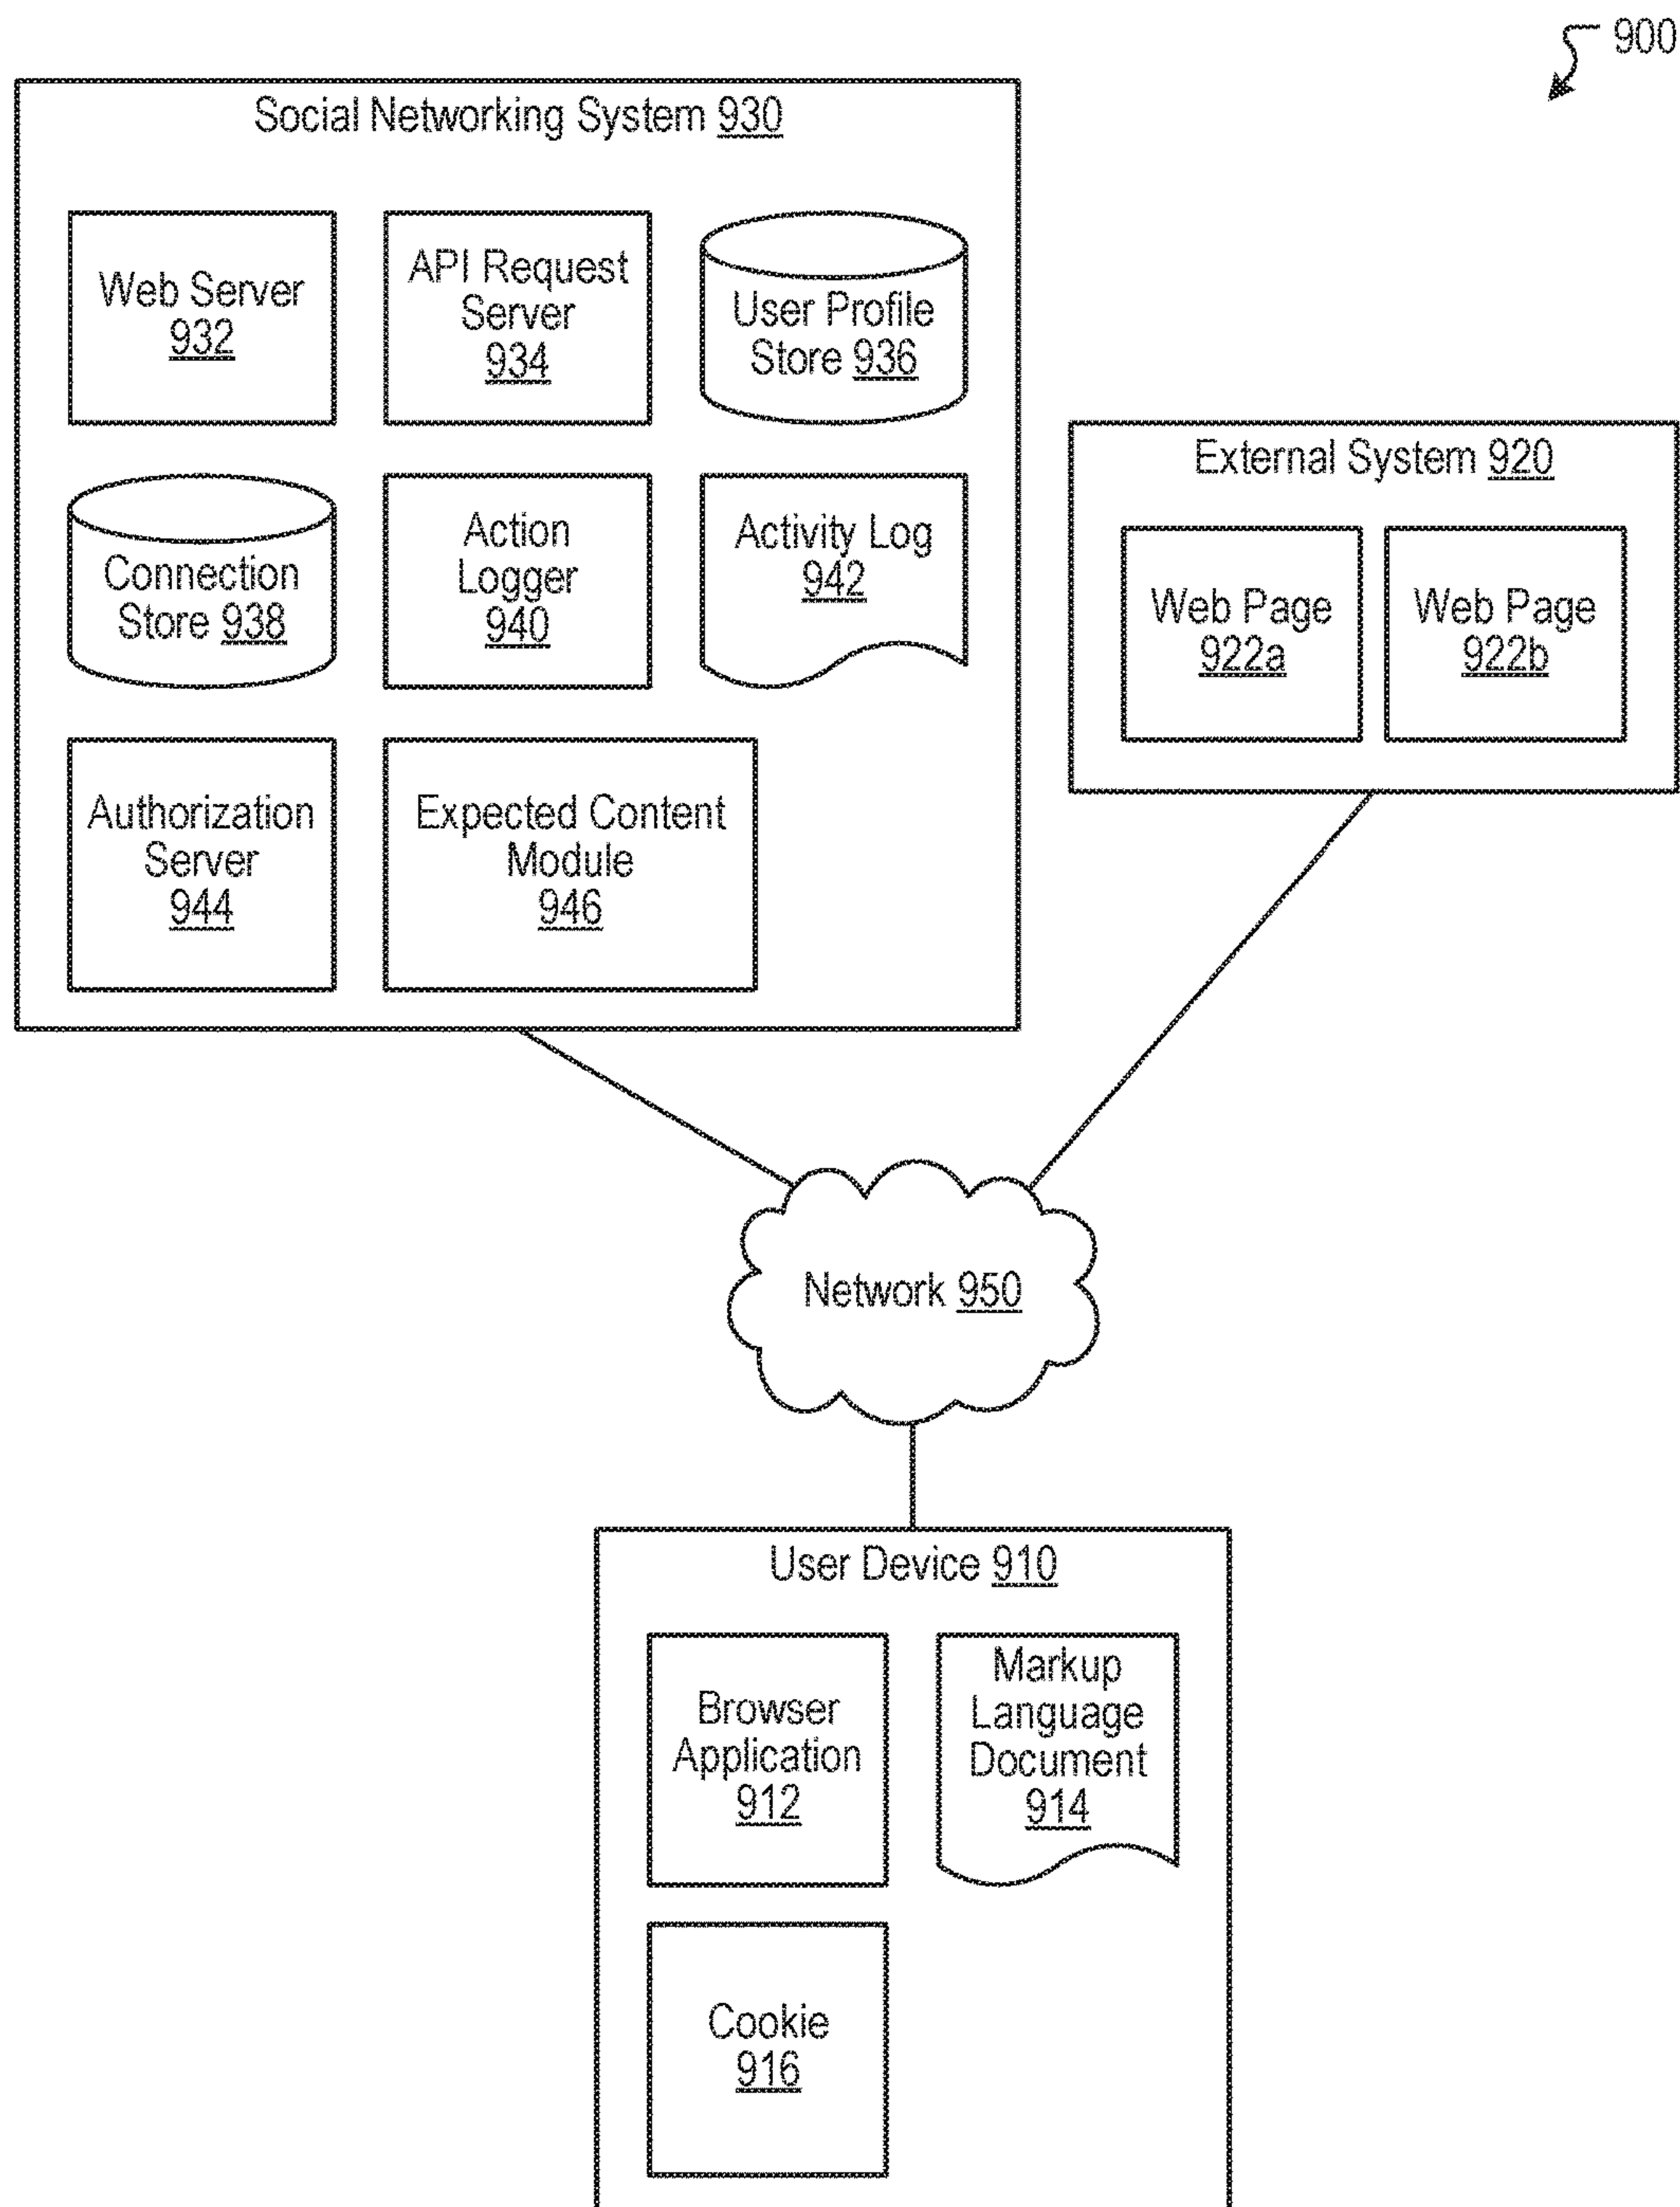 900
Social Networking System 930
Web Server
932
API Request
Server
934
User Profile
Store 936
Connection
Store 938
Action
Logger
940
Activity Log
942
Authorization
Server
944
Expected Content
Module
946
External System 920
Web Page
922a
Web Page
922b
Network 950
User Device 910
Browser
Application
912
Markup
Language
Document
914
Cookie
916